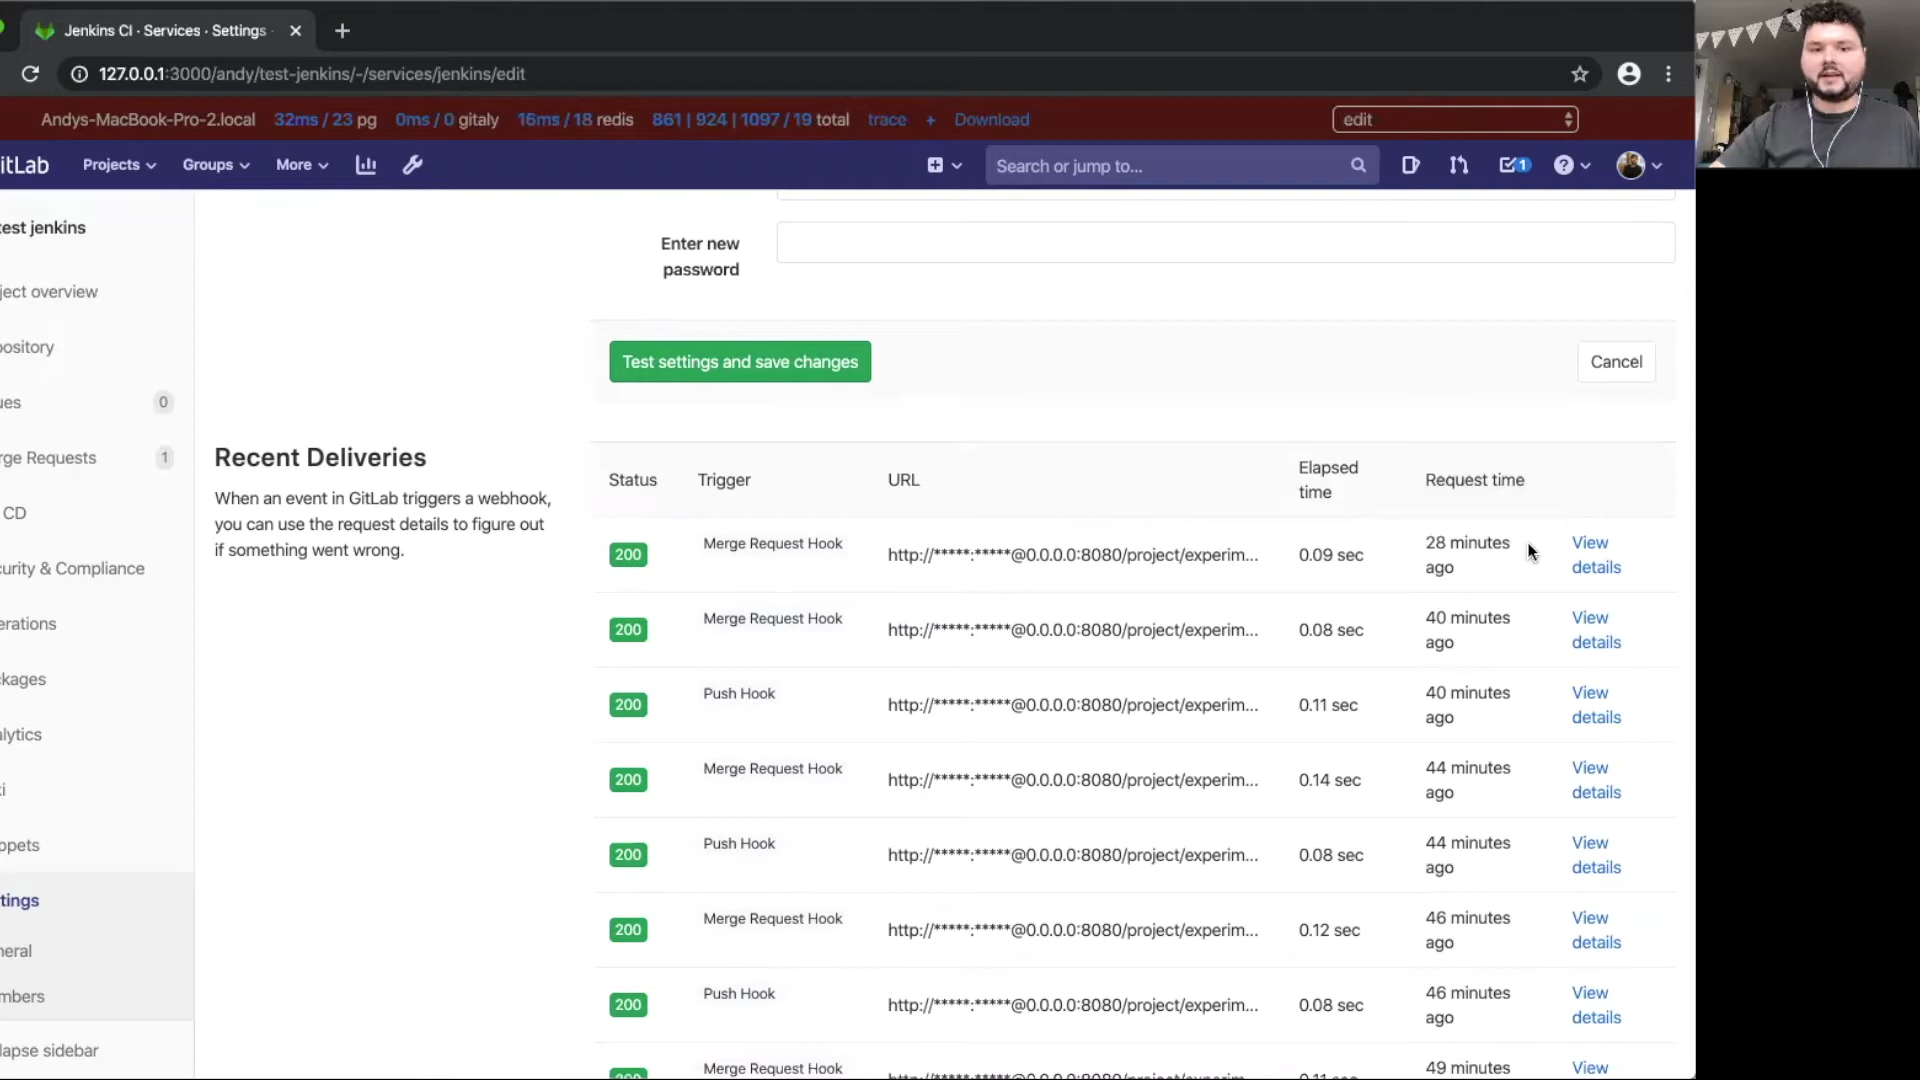 Jenkins CI · Services · Settings
127.0.0.1:3000/andy/test-jenkins/-/services/jenkins/edit
Andys-MacBook-Pro-2.local 32ms / 23 pg 0ms / 0 gitaly 16ms / 18 redis 861 | 924 | 1097 / 19 total trace + Download edit
itLab Projects Groups More Search or jump to... 1
est jenkins
ject overview
ository
ues 0
rge Requests 1
CD
curity & Compliance
erations
ckages
alytics
ki
ppets
tings
neral
mbers
lapse sidebar
Enter new
password
Test settings and save changes Cancel
Recent Deliveries
When an event in GitLab triggers a webhook,
you can use the request details to figure out
if something went wrong.
Status Trigger URL Elapsed time Request time
200 Merge Request Hook http://*****:*****@0.0.0.0:8080/project/experim... 0.09 sec 28 minutes ago View details
200 Merge Request Hook http://*****:*****@0.0.0.0:8080/project/experim... 0.08 sec 40 minutes ago View details
200 Push Hook http://*****:*****@0.0.0.0:8080/project/experim... 0.11 sec 40 minutes ago View details
200 Merge Request Hook http://*****:*****@0.0.0.0:8080/project/experim... 0.14 sec 44 minutes ago View details
200 Push Hook http://*****:*****@0.0.0.0:8080/project/experim... 0.08 sec 44 minutes ago View details
200 Merge Request Hook http://*****:*****@0.0.0.0:8080/project/experim... 0.12 sec 46 minutes ago View details
200 Push Hook http://*****:*****@0.0.0.0:8080/project/experim... 0.08 sec 46 minutes ago View details
Merge Request Hook 49 minutes View